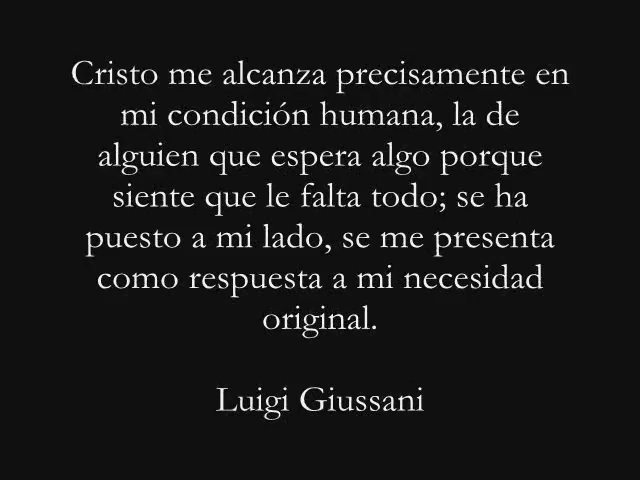 Cristo me alcanza precisamente en
mi condición humana, la de
alguien que espera algo porque
siente que le falta todo; se ha
puesto a mi lado, se me presenta
como respuesta a mi necesidad
original.
Luigi Giussani